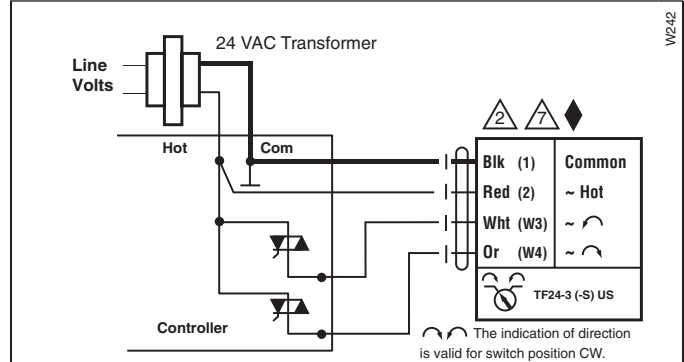 W242
24 VAC Transformer
Line
Volts
2 7
Hot Com
Blk (1) Common
Red (2) ~ Hot
Wht (W3) ~
Or (W4) ~
TF24-3 (-S) US
Controller
The indication of direction
is valid for switch position CW.